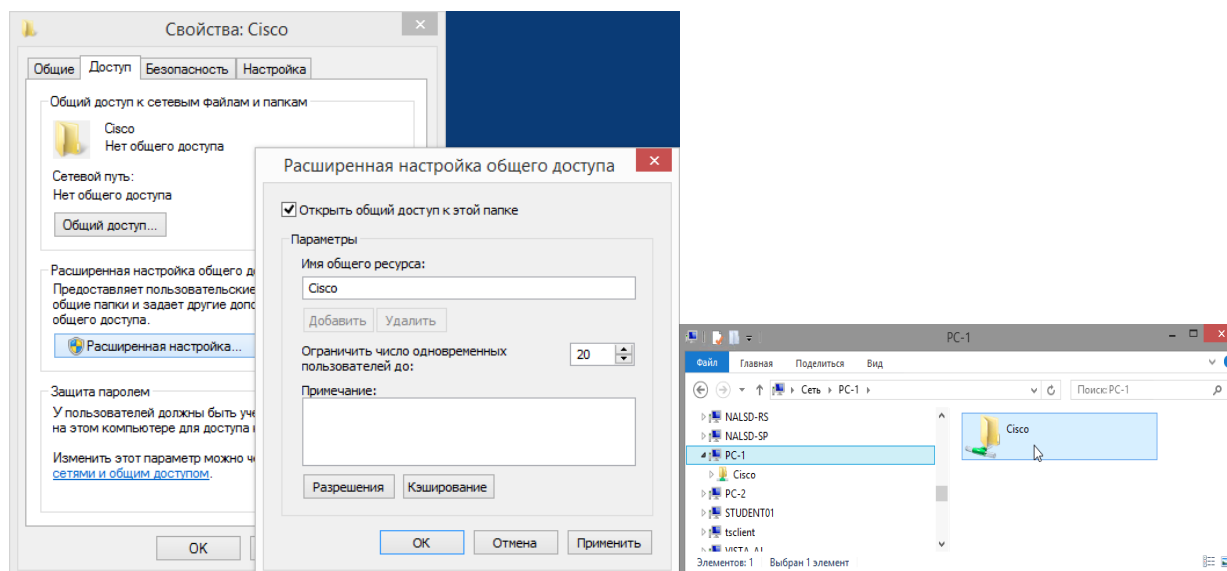 Свойства: Cisco
Общие Доступ Безопасность Настройка
Общий доступ к сетевым файлам и папкам
Cisco
Нет общего доступа
Сетевой путь:
Нет общего доступа
Общий доступ...
Расширенная настройка общего
Предоставляет пользовательские
общие папки и задает другие
общего доступа.
Расширенная настройка...
Защита паролем
У пользователей должны быть
на этом компьютере для доступа
Изменить этот параметр можно
сетями и общим доступом.
OK
Расширенная настройка общего доступа
Открыть общий доступ к этой папке
Параметры
Имя общего ресурса:
Cisco
Добавить Удалить
Ограничить число одновременных
пользователей до:
20
Примечание:
Разрешения Кэширование
OK Отмена Применить
PC-1
Файл Главная Поделиться Вид
Сеть PC-1
Поиск: PC-1
NALSD-RS
NALSD-SP
PC-1
Cisco
PC-2
STUDENT01
tsclient
Cisco
Элементов: 1 Выбран 1 элемент